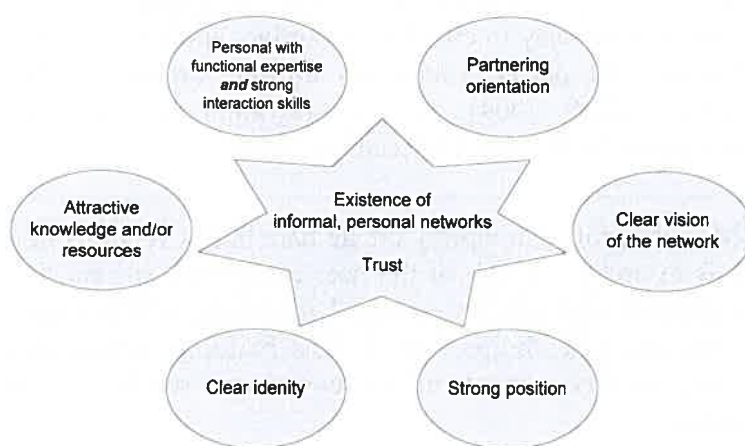 Personal with
functional expertise
and strong
interaction skills
Partnering
orientation
Attractive
knowledge and/or
resources
Existence of
informal, personal networks
Trust
Clear vision
of the network
Clear idenity
Strong position